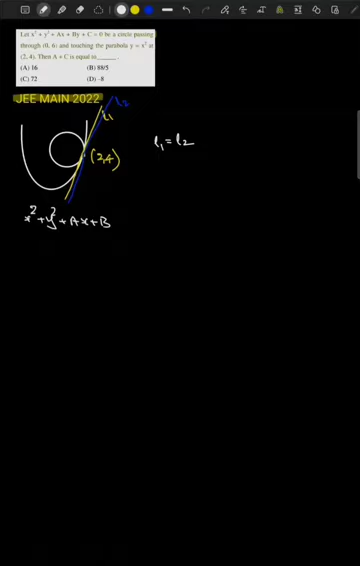 Let x² + y² + Ax + By + C = 0 be a circle passing
through (0, 6) and touching the parabola y = x² at
(2, 4). Then A + C is equal to______.
(A) 16 (B) 88/5
(C) 72 (D) -8
JEE MAIN 2022
l₂
l₁
l₁ = l₂
(2,4)
x² + y² + Ax + B